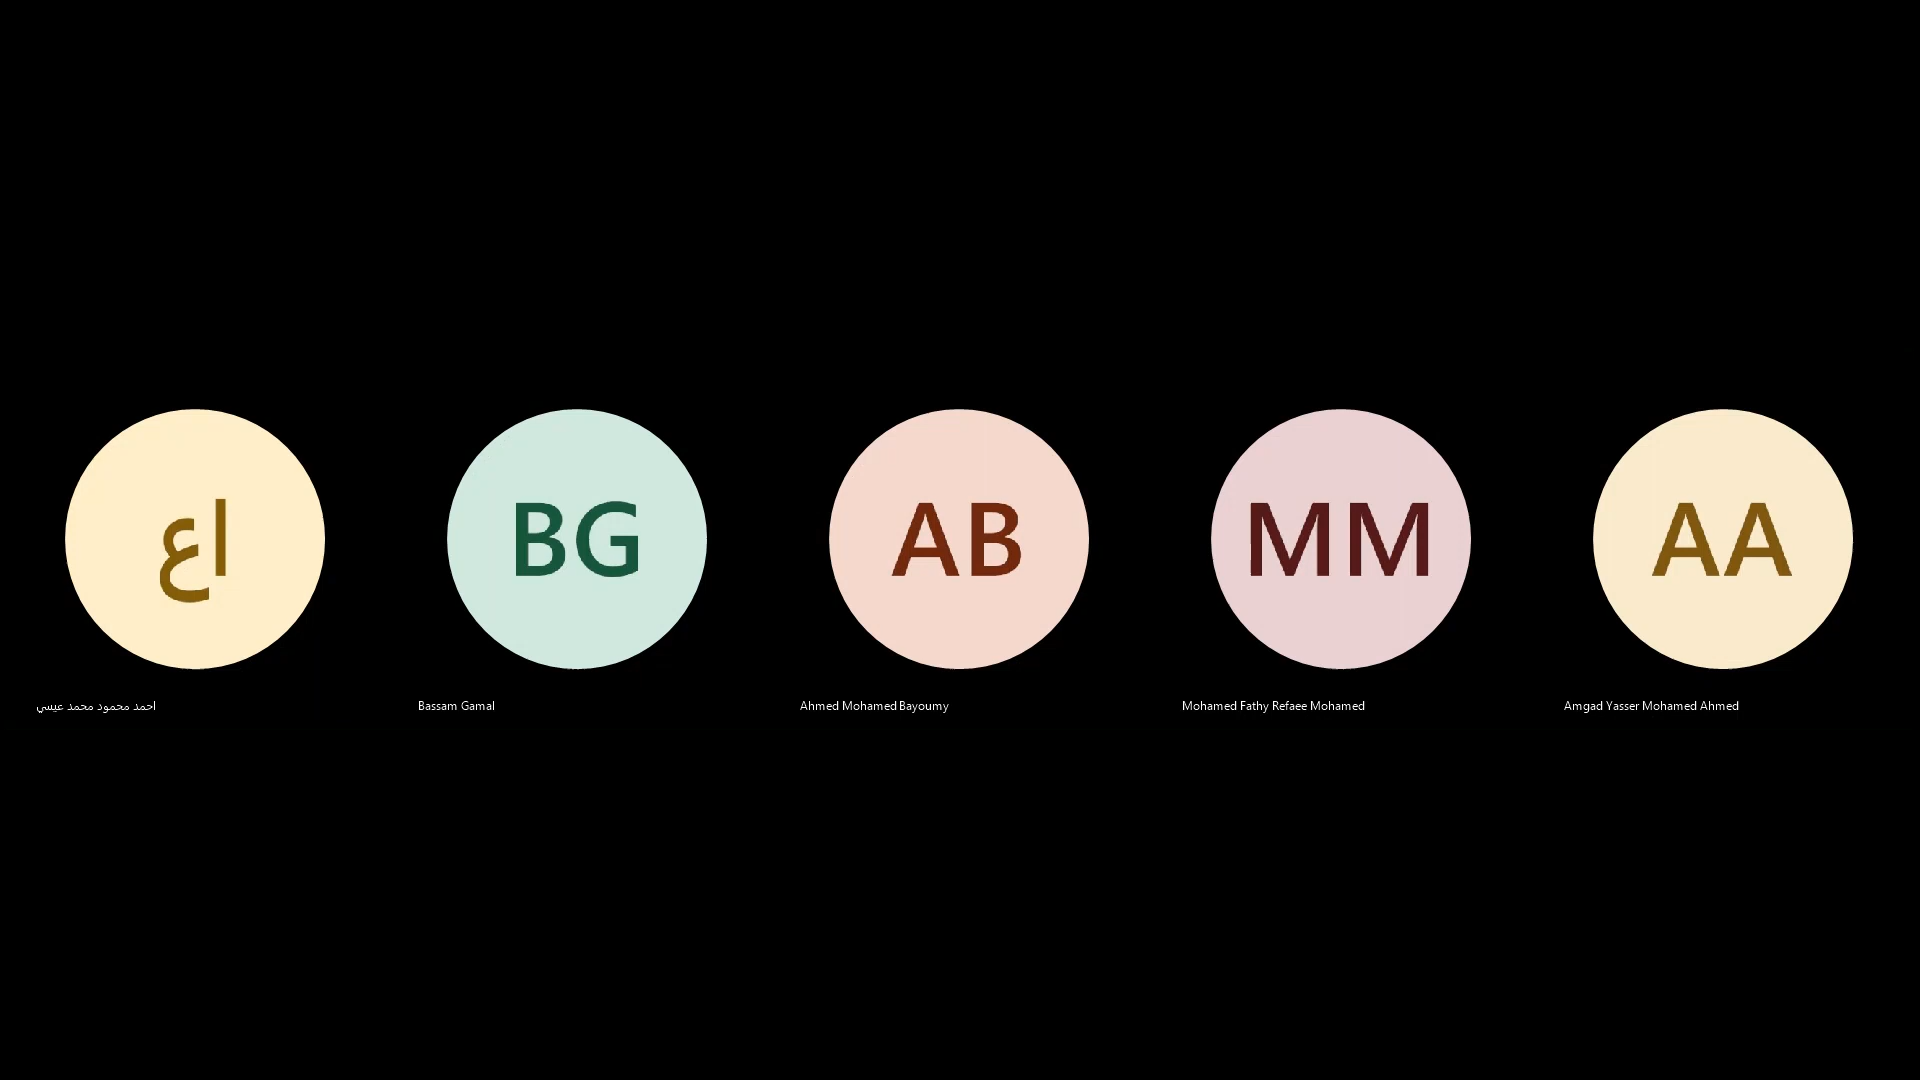 اع
BG
AB
MM
AA
احمد محمود محمد عيسي
Bassam Gamal
Ahmed Mohamed Bayoumy
Mohamed Fathy Refaee Mohamed
Amgad Yasser Mohamed Ahmed